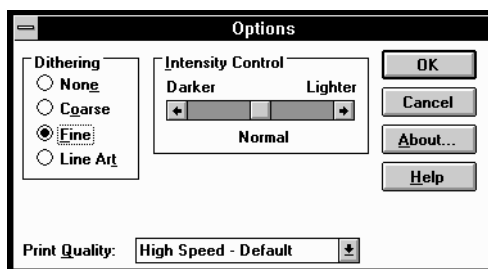 Options
Dithering
None
Coarse
Fine
Line Art
Intensity Control
Darker Lighter
Normal
OK
Cancel
About...
Help
Print Quality: High Speed - Default